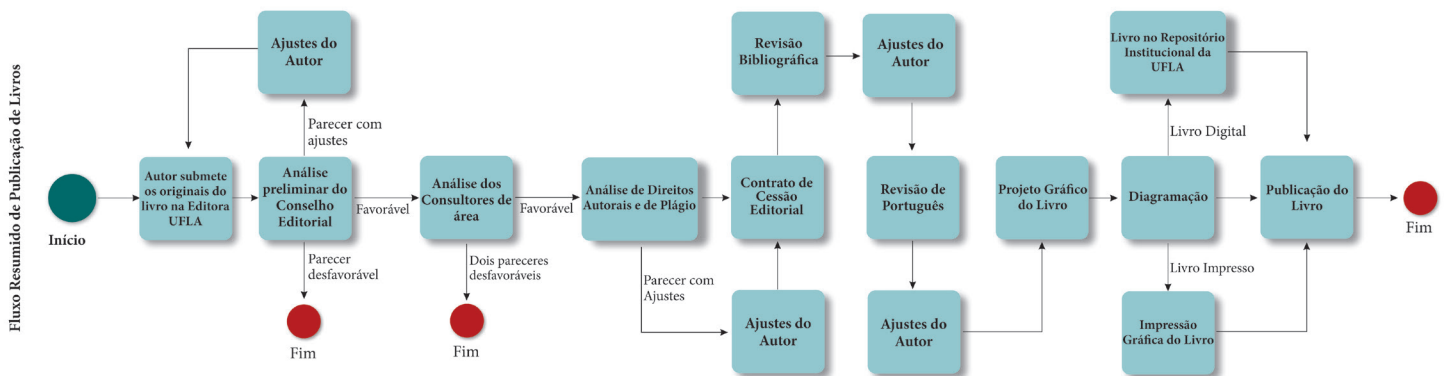 Fluxo Resumido de Publicação de Livros
Início
Autor submete
os originais do
livro na Editora
UFLA
Ajustes do
Autor
Parecer com
ajustes
Análise
preliminar do
Conselho
Editorial
Parecer
desfavorável
Fim
Favorável
Análise dos
Consultores de
área
Dois pareceres
desfavoráveis
Fim
Favorável
Análise de Direitos
Autorais e de Plágio
Parecer com
Ajustes
Ajustes do
Autor
Contrato de
Cessão
Editorial
Revisão
Bibliográfica
Ajustes do
Autor
Revisão de
Português
Ajustes do
Autor
Projeto Gráfico
do Livro
Diagramação
Livro Digital
Livro no Repositório
Institucional da
UFLA
Livro Impresso
Impressão
Gráfica do Livro
Publicação do
Livro
Fim